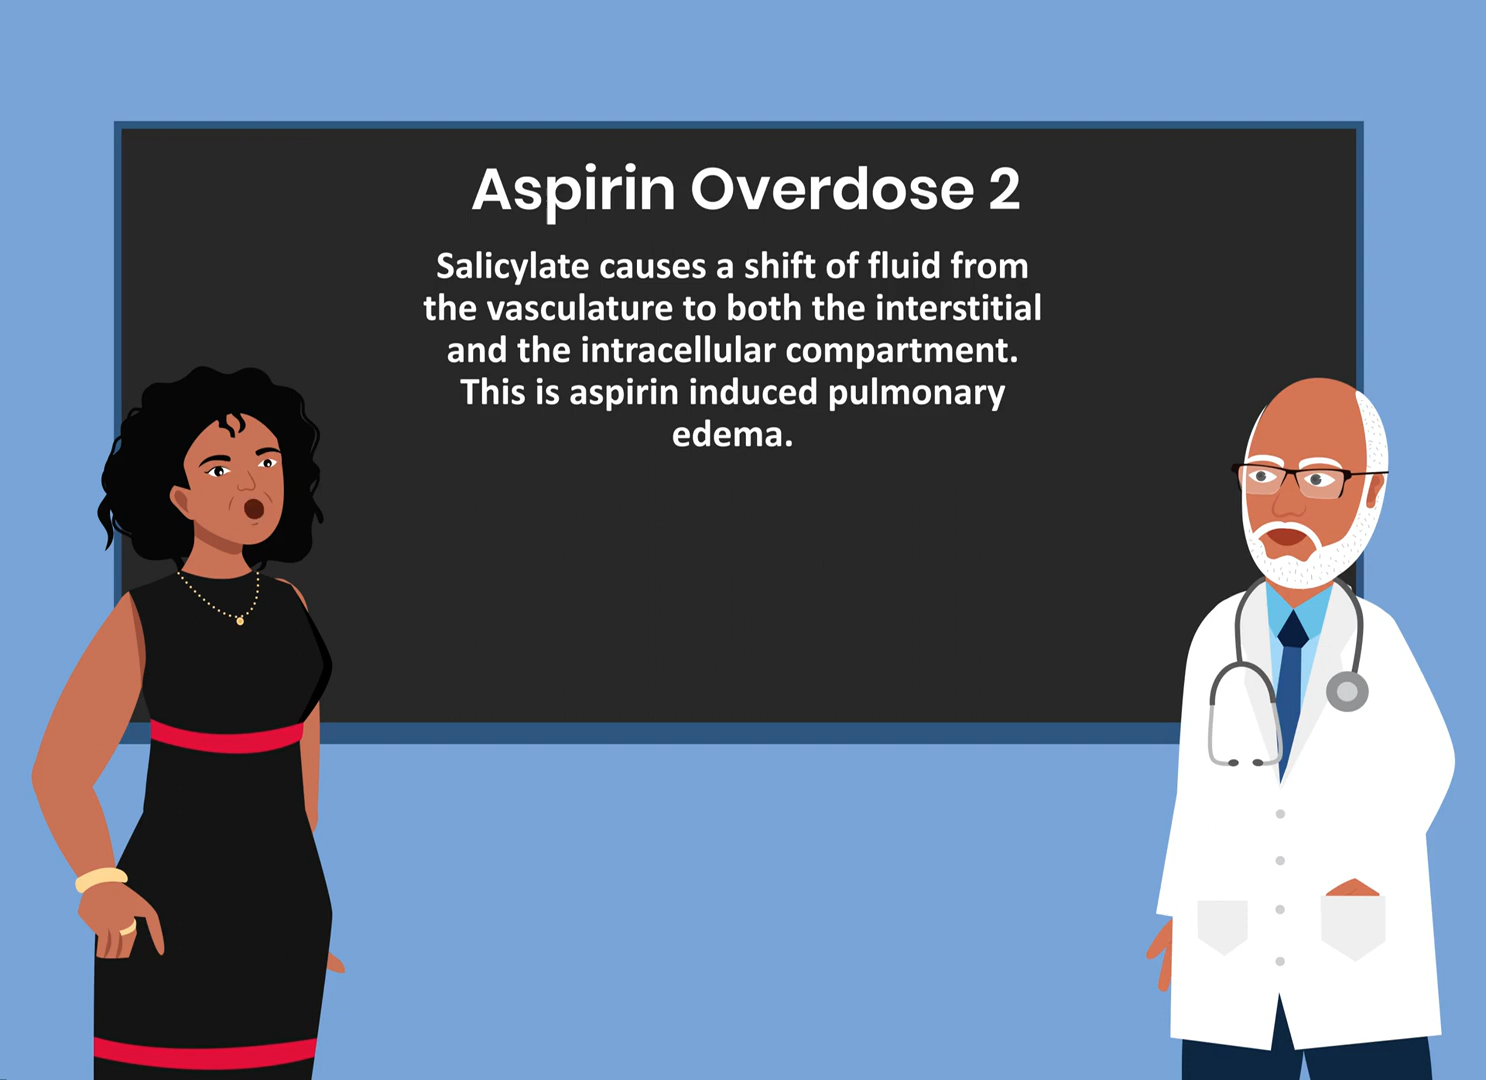 Aspirin Overdose 2
Salicylate causes a shift of fluid from
the vasculature to both the interstitial
and the intracellular compartment.
This is aspirin induced pulmonary
edema.